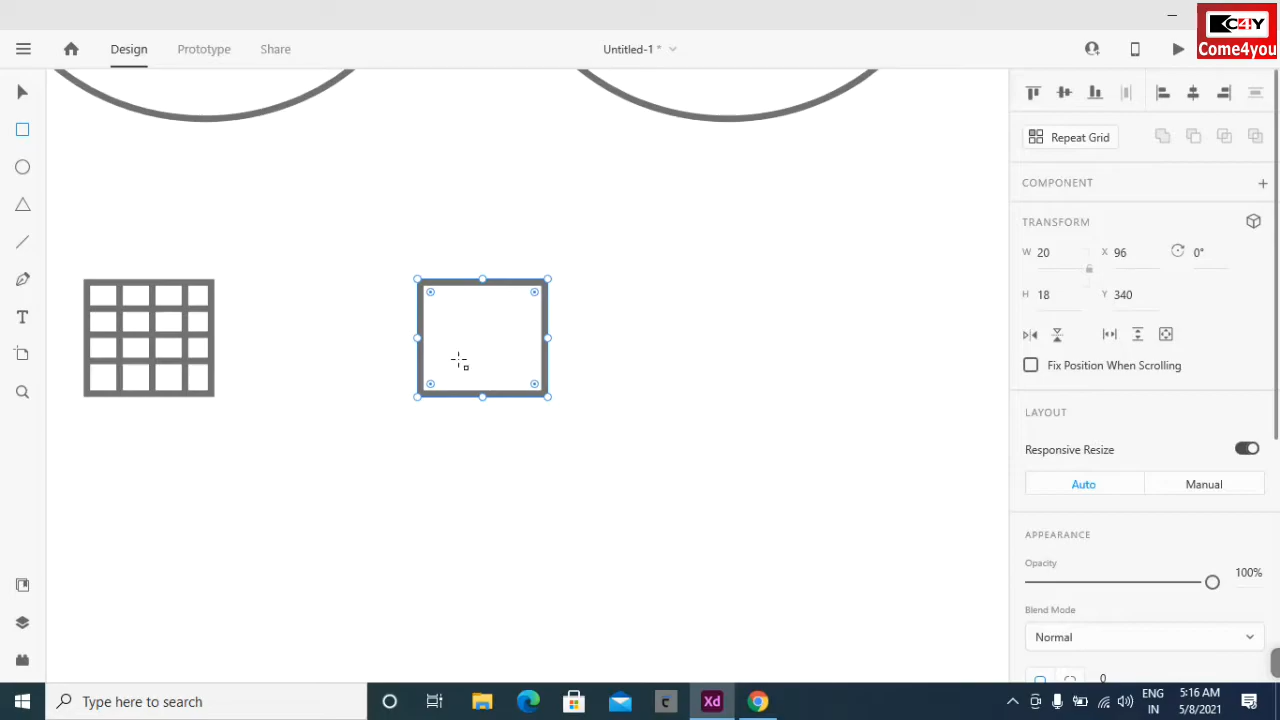 C4Y
Come4you
Design
Prototype
Share
Untitled-1 *
Repeat Grid
COMPONENT
TRANSFORM
W 20
X 96
0°
H 18
Y 340
Fix Position When Scrolling
LAYOUT
Responsive Resize
Auto
Manual
APPEARANCE
Opacity
100%
Blend Mode
Normal
0
T
Type here to search
C
Xd
ENG
IN
5:16 AM
5/8/2021